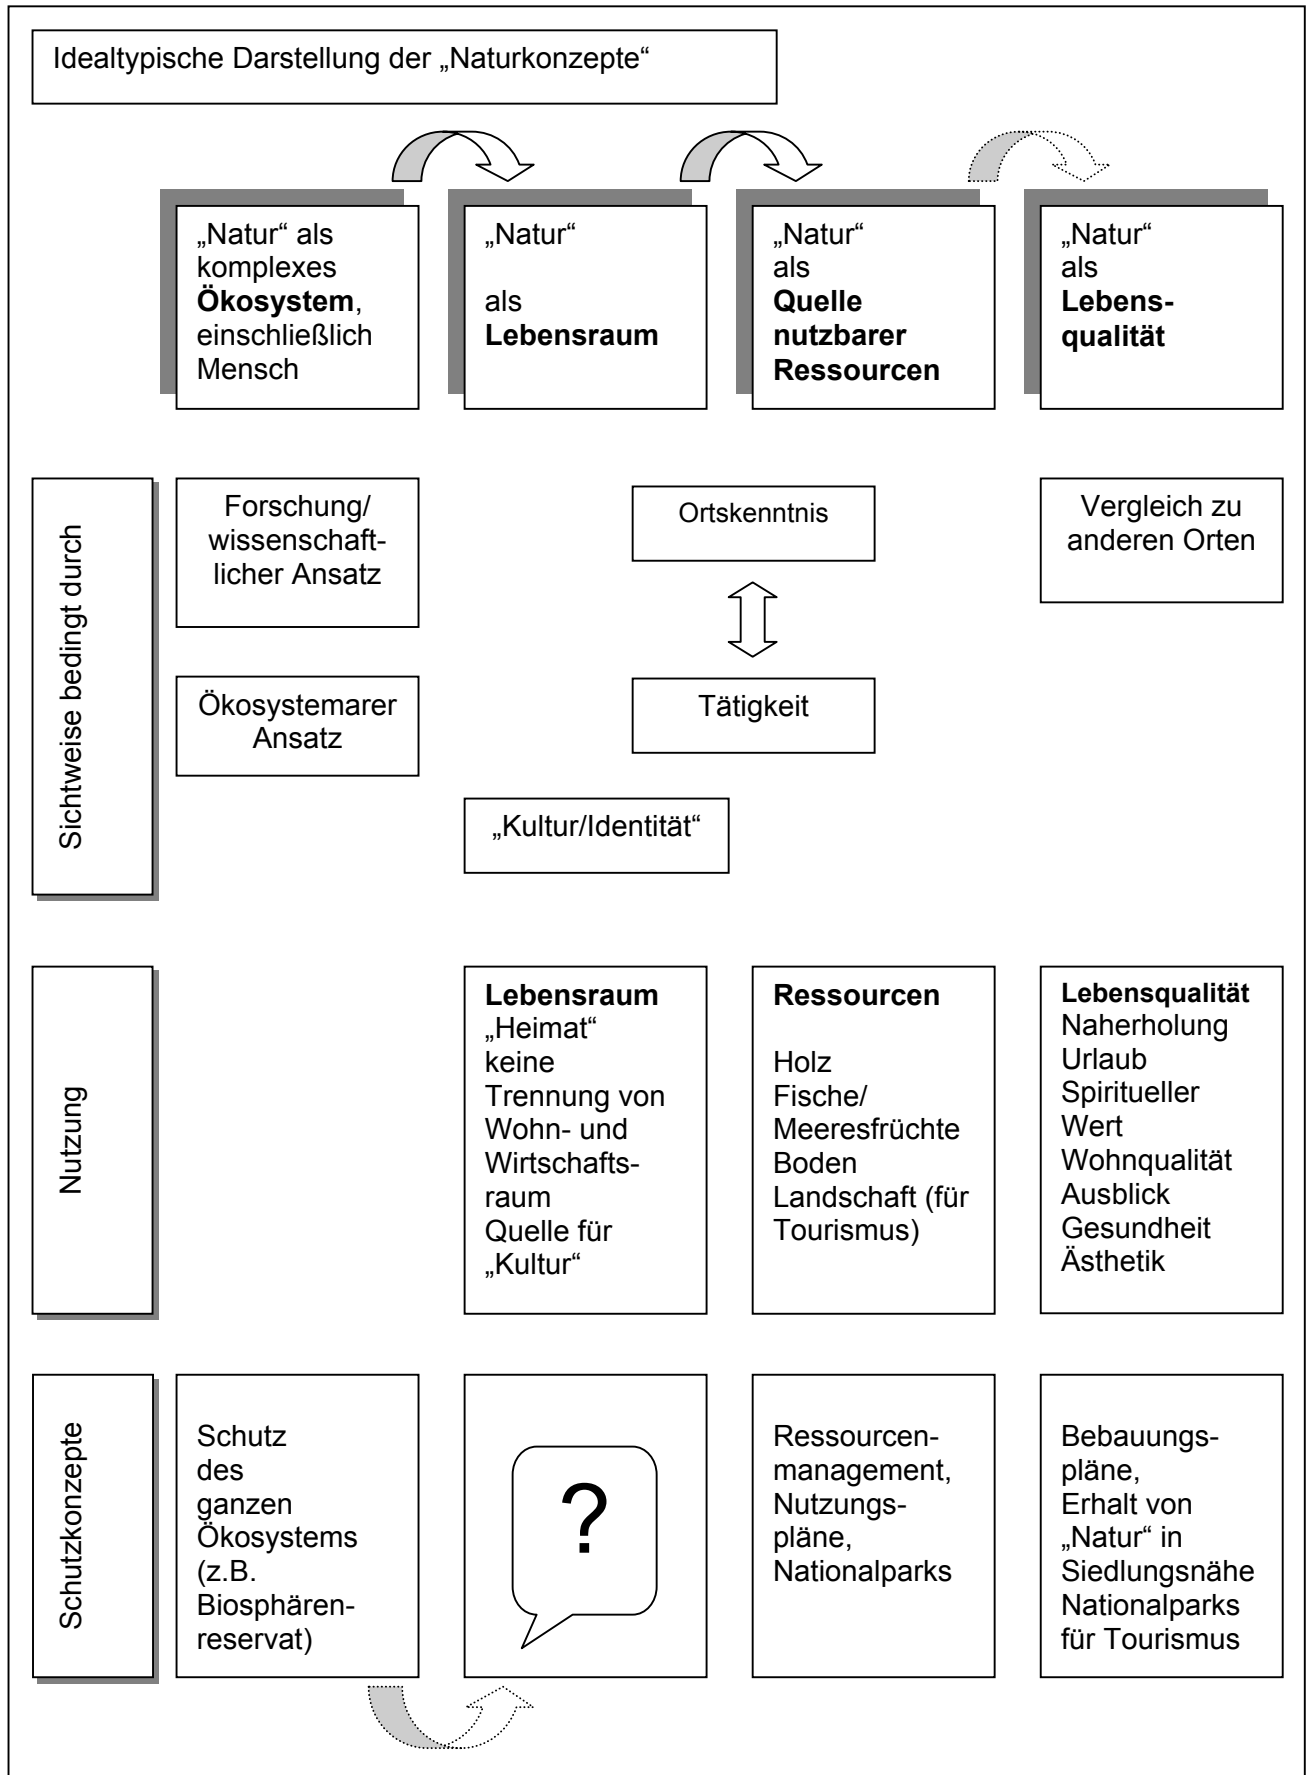 Idealtypische Darstellung der „Naturkonzepte“
„Natur“ als
komplexes
Ökosystem,
einschließlich
Mensch
„Natur“
als
Lebensraum
„Natur“
als
Quelle
nutzbarer
Ressourcen
„Natur“
als
Lebens-
qualität
Sichtweise bedingt durch
Forschung/
wissenschaft-
licher Ansatz
Ökosystemarer
Ansatz
Ortskenntnis
Tätigkeit
„Kultur/Identität“
Vergleich zu
anderen Orten
Nutzung
Lebensraum
„Heimat“
keine
Trennung von
Wohn- und
Wirtschafts-
raum
Quelle für
„Kultur“
Ressourcen
Holz
Fische/
Meeresfrüchte
Boden
Landschaft (für
Tourismus)
Lebensqualität
Naherholung
Urlaub
Spiritueller
Wert
Wohnqualität
Ausblick
Gesundheit
Ästhetik
Schutzkonzepte
Schutz
des
ganzen
Ökosystems
(z.B.
Biosphären-
reservat)
?
Ressourcen-
management,
Nutzungs-
pläne,
Nationalparks
Bebauungs-
pläne,
Erhalt von
„Natur“ in
Siedlungsnähe
Nationalparks
für Tourismus